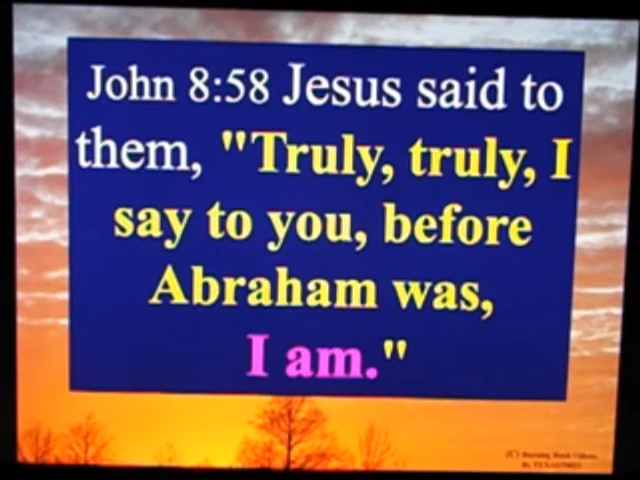 John 8:58 Jesus said to
them, "Truly, truly, I
say to you, before
Abraham was,
I am."